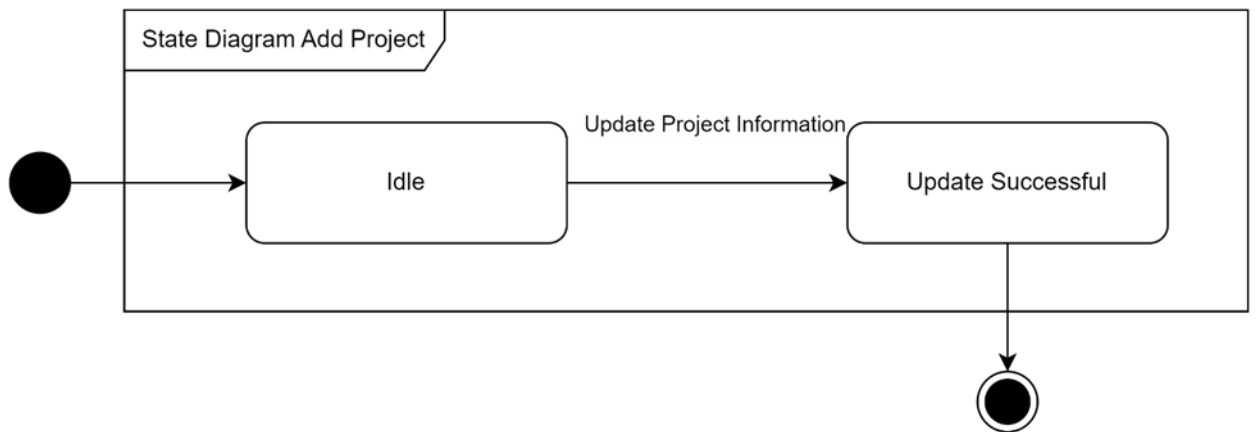 State Diagram Add Project
Update Project Information
Idle
Update Successful